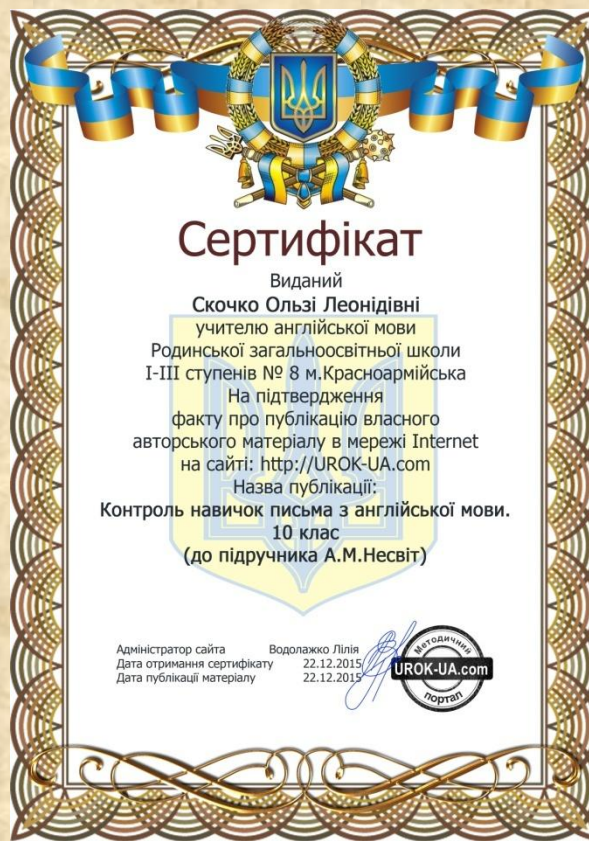 Сертифікат
Виданий
Скочко Ользі Леонідівні
учителю англійської мови
Родинської загальноосвітньої школи
І-ІІІ ступенів № 8 м.Красноармійська
На підтвердження
факту про публікацію власного
авторського матеріалу в мережі Internet
на сайті: http://UROK-UA.com
Назва публікації:
Контроль навичок письма з англійської мови.
10 клас
(до підручника А.М.Несвіт)
Адміністратор сайта Водолажко Лілія
Дата отримання сертифікату 22.12.2015
Дата публікації матеріалу 22.12.2015
Методичний
UROK-UA.com
портал